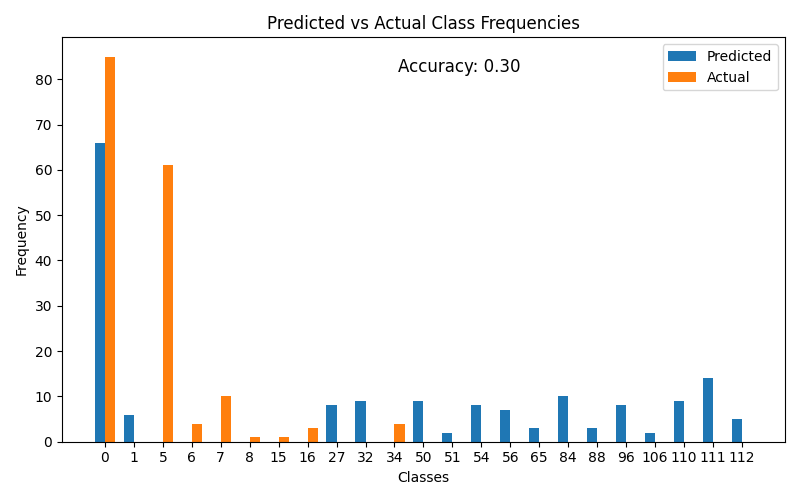 Predicted vs Actual Class Frequencies
Accuracy: 0.30
Predicted
Actual
Frequency
80
70
60
50
40
30
20
10
0
0 1 5 6 7 8 15 16 27 32 34 50 51 54 56 65 84 88 96 106 110 111 112
Classes